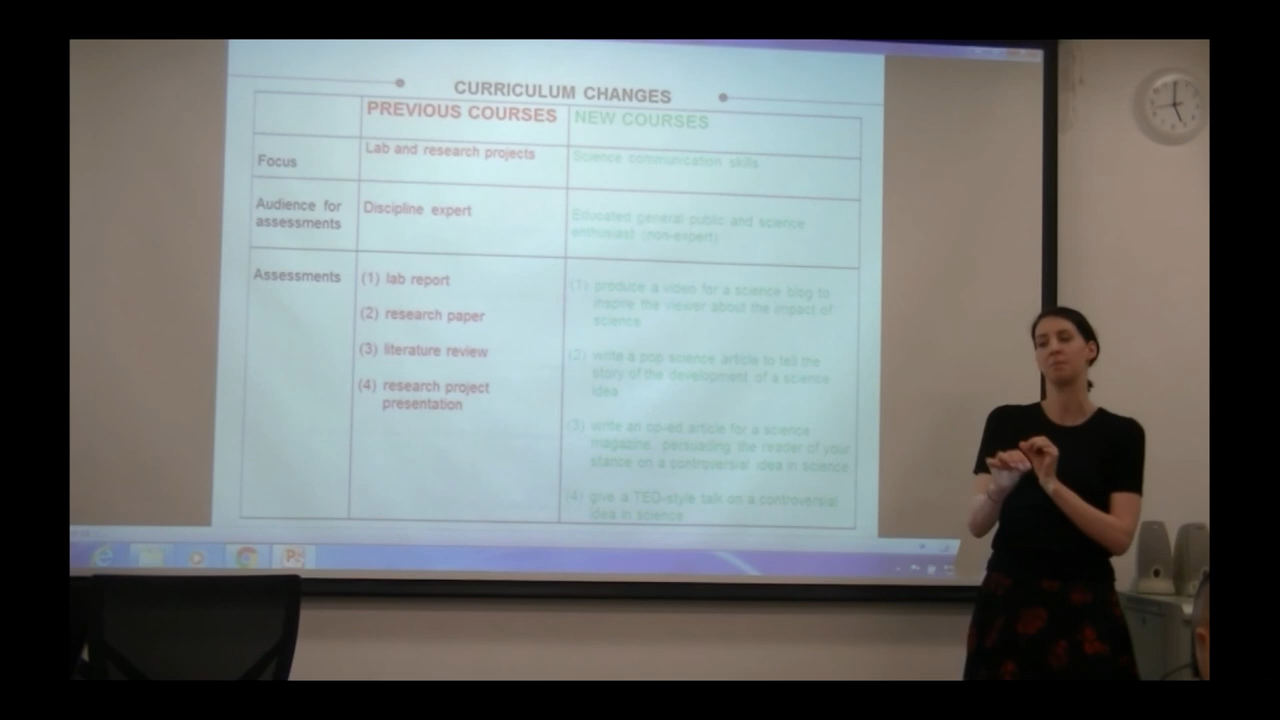 CURRICULUM CHANGES
PREVIOUS COURSES
NEW COURSES
Focus
Lab and research projects
Science communication skills
Audience for
assessments
Discipline expert
Educated general public and science
enthusiast (non-expert)
Assessments
(1) lab report
(2) research paper
(3) literature review
(4) research project
presentation
(1) produce a video for a science blog to
inspire the viewer about the impact of
science
(2) write a pop science article to tell the
story of the development of a science
idea
(3) write an op-ed article for a science
magazine persuading the reader of your
stance on a controversial idea in science
(4) give a TED-style talk on a controversial
idea in science